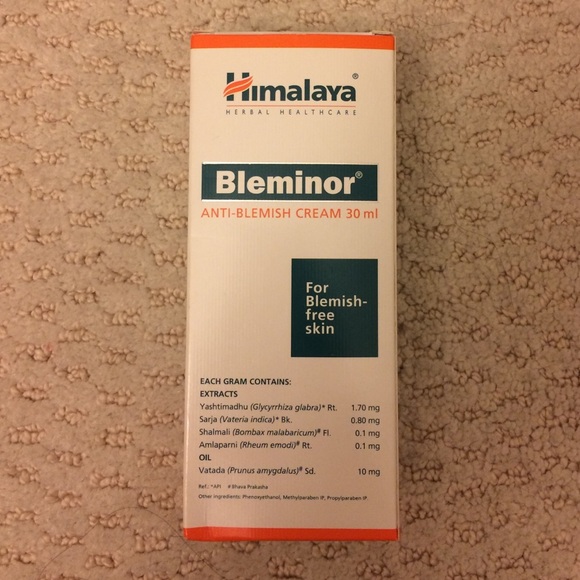 Himalaya®
HERBAL HEALTHCARE
Bleminor®
ANTI-BLEMISH CREAM 30 ml
For
Blemish-
free
skin
EACH GRAM CONTAINS:
EXTRACTS
Yashtimadhu (Glycyrrhiza glabra)* Rt. 1.70 mg
Sarja (Vateria indica)* Bk. 0.80 mg
Shalmali (Bombax malabaricum)# Fl. 0.1 mg
Amlaparni (Rheum emodi)# Rt. 0.1 mg
OIL
Vatada (Prunus amygdalus)# Sd. 10 mg
Ref.: *API # Bhava Prakasha
Other ingredients: Phenoxyethanol, Methylparaben IP, Propylparaben IP.